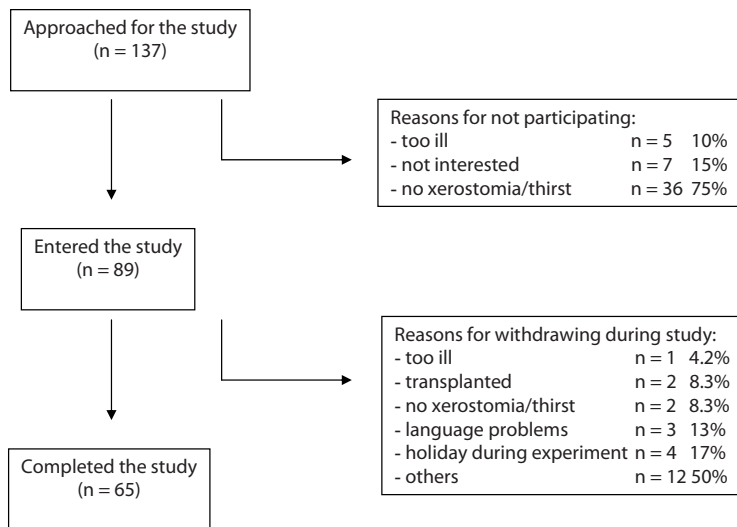 Approached for the study
(n = 137)
Reasons for not participating:
- too ill n = 5 10%
- not interested n = 7 15%
- no xerostomia/thirst n = 36 75%
Entered the study
(n = 89)
Reasons for withdrawing during study:
- too ill n = 1 4.2%
- transplanted n = 2 8.3%
- no xerostomia/thirst n = 2 8.3%
- language problems n = 3 13%
- holiday during experiment n = 4 17%
- others n = 12 50%
Completed the study
(n = 65)